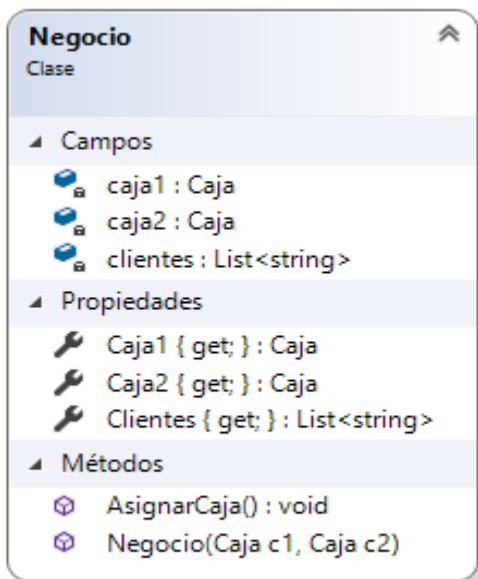 Negocio
Clase
Campos
caja1 : Caja
caja2 : Caja
clientes : List<string>
Propiedades
Caja1 { get; } : Caja
Caja2 { get; } : Caja
Clientes { get; } : List<string>
Métodos
AsignarCaja() : void
Negocio(Caja c1, Caja c2)